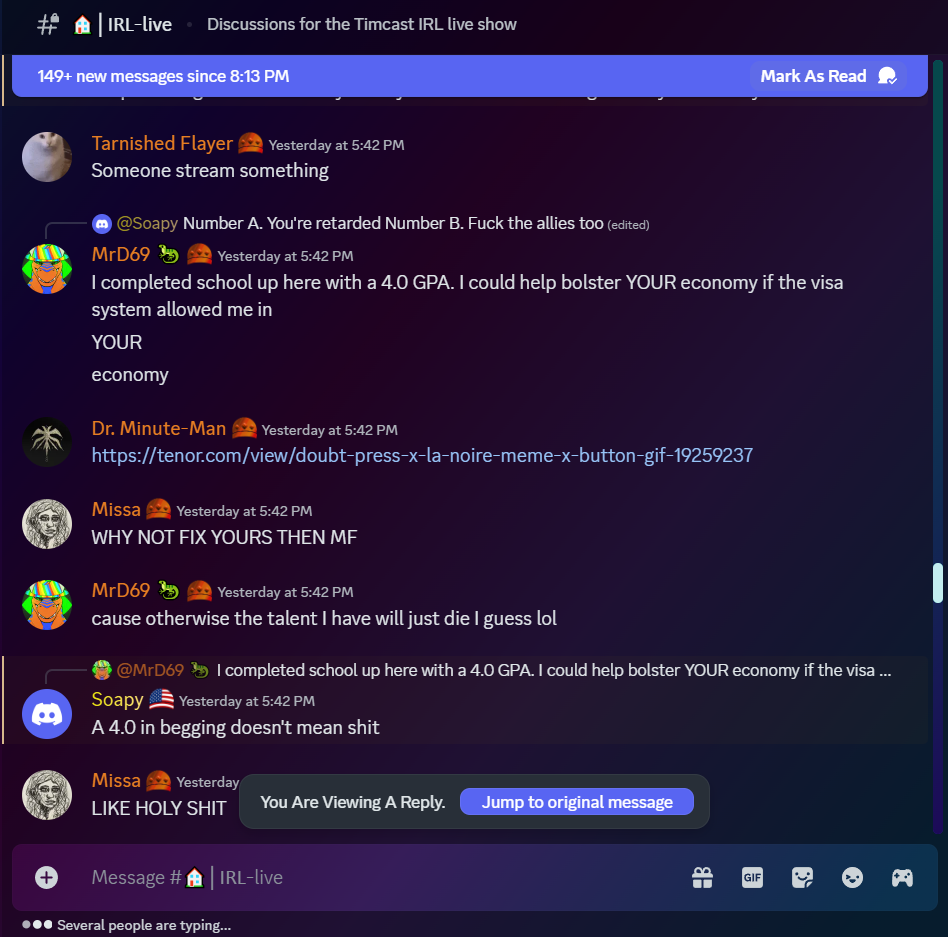 IRL-live • Discussions for the Timcast IRL live show
149+ new messages since 8:13 PM Mark As Read
Tarnished Flayer Yesterday at 5:42 PM
Someone stream something
@Soapy Number A. You're retarded Number B. Fuck the allies too (edited)
MrD69 Yesterday at 5:42 PM
I completed school up here with a 4.0 GPA. I could help bolster YOUR economy if the visa
system allowed me in
YOUR
economy
Dr. Minute-Man Yesterday at 5:42 PM
https://tenor.com/view/doubt-press-x-la-noire-meme-x-button-gif-19259237
Missa Yesterday at 5:42 PM
WHY NOT FIX YOURS THEN MF
MrD69 Yesterday at 5:42 PM
cause otherwise the talent I have will just die I guess lol
@MrD69 I completed school up here with a 4.0 GPA. I could help bolster YOUR economy if the visa ...
Soapy Yesterday at 5:42 PM
A 4.0 in begging doesn't mean shit
Missa Yesterday
LIKE HOLY SHIT
You Are Viewing A Reply. Jump to original message
Message # | IRL-live
GIF
Several people are typing...